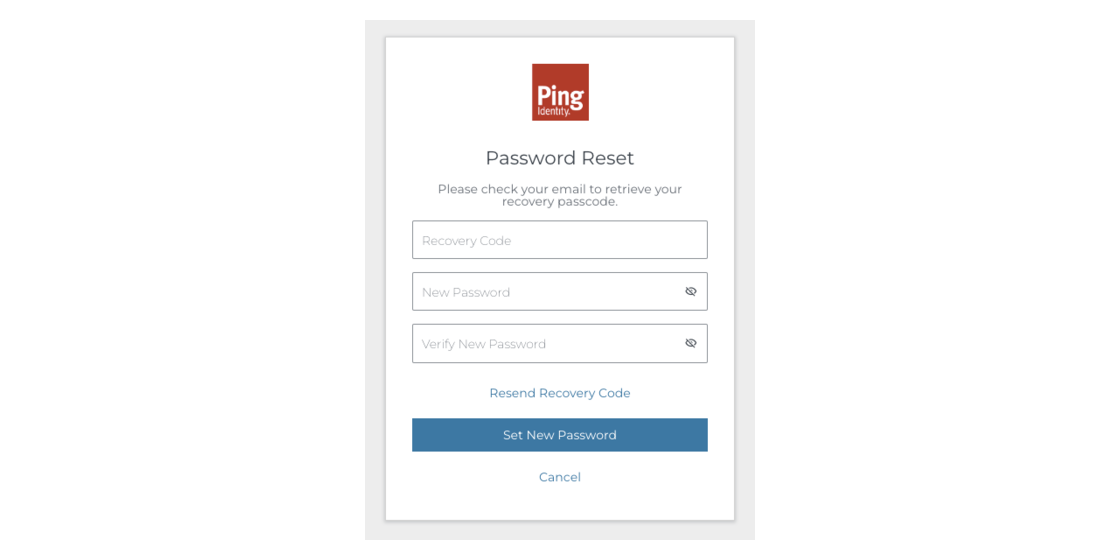 Ping
Identity.
Password Reset
Please check your email to retrieve your
recovery passcode.
Recovery Code
New Password
Verify New Password
Resend Recovery Code
Set New Password
Cancel